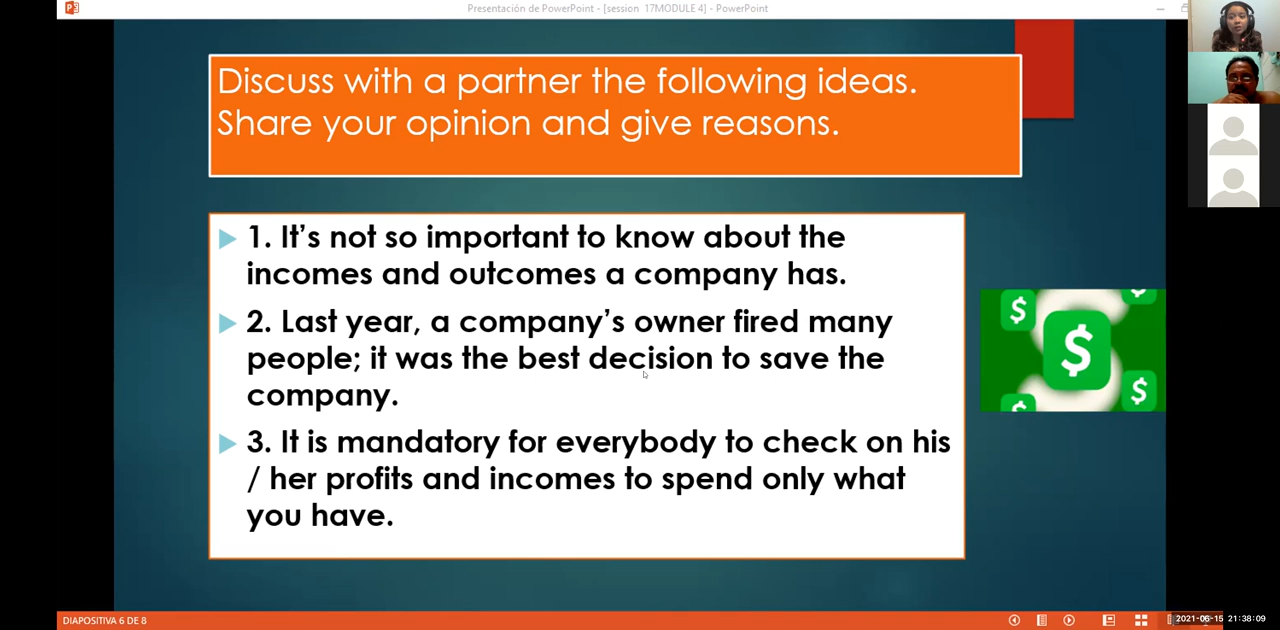 Presentación de PowerPoint - [session 17MODULE 4] - PowerPoint
Discuss with a partner the following ideas.
Share your opinion and give reasons.
1. It's not so important to know about the
incomes and outcomes a company has.
2. Last year, a company's owner fired many
people; it was the best decision to save the
company.
3. It is mandatory for everybody to check on his
/ her profits and incomes to spend only what
you have.
$ $ $ $ $
DIAPOSITIVA 6 DE 8
2021-06-15 21:38:09